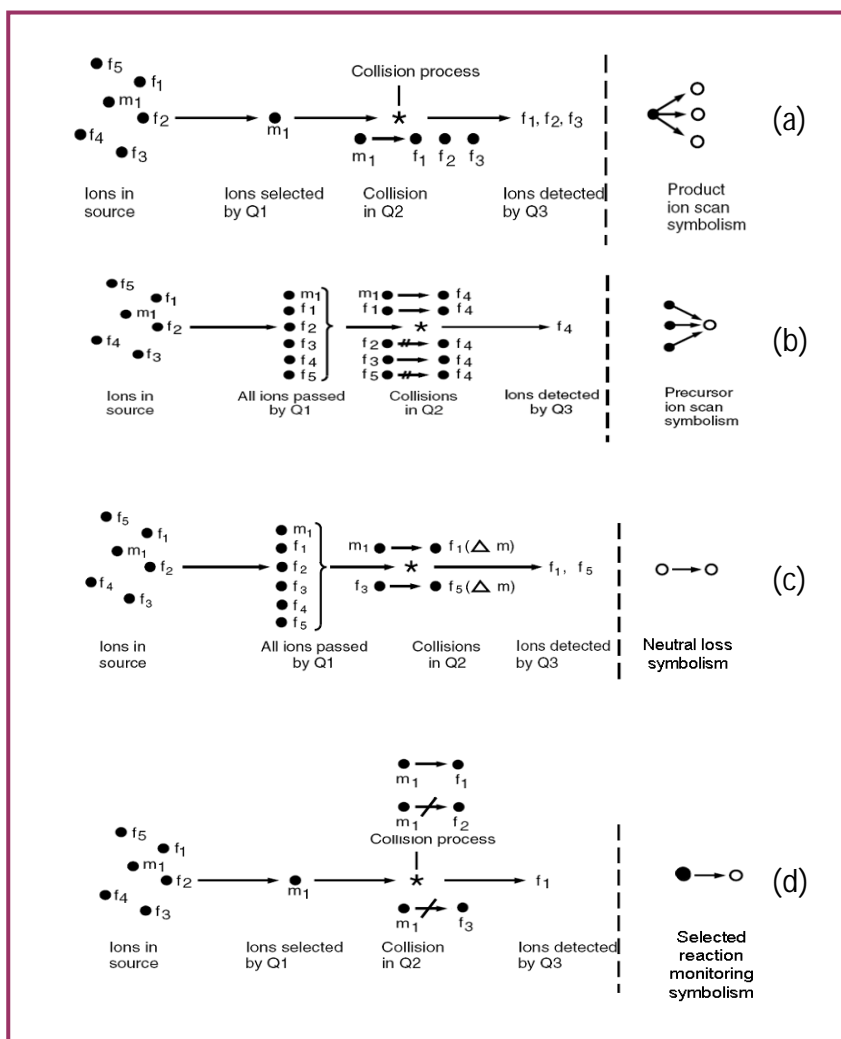 f5
f1
m1
f2
f4
f3
Collision process
m1
*
m1 f1 f2 f3
f1, f2, f3
Ions in source
Ions selected by Q1
Collision in Q2
Ions detected by Q3
Product ion scan symbolism
(a)
f5
f1
m1
f2
f4
f3
m1
f1
f2
f3
f4
f5
m1 f4
f1 f4
*
f2 f4
f3 f4
f5 f4
f4
Ions in source
All ions passed by Q1
Collisions in Q2
Ions detected by Q3
Precursor ion scan symbolism
(b)
f5
f1
m1
f2
f4
f3
m1
f1
f2
f3
f4
f5
m1 f1 (△ m)
*
f3 f5 (△ m)
f1, f5
Ions in source
All ions passed by Q1
Collisions in Q2
Ions detected by Q3
Neutral loss symbolism
(c)
m1 f1
m1 f2
Collision process
f5
f1
m1
f2
f4
f3
m1
*
m1 f3
f1
Ions in source
Ions selected by Q1
Collision in Q2
Ions detected by Q3
Selected reaction monitoring symbolism
(d)